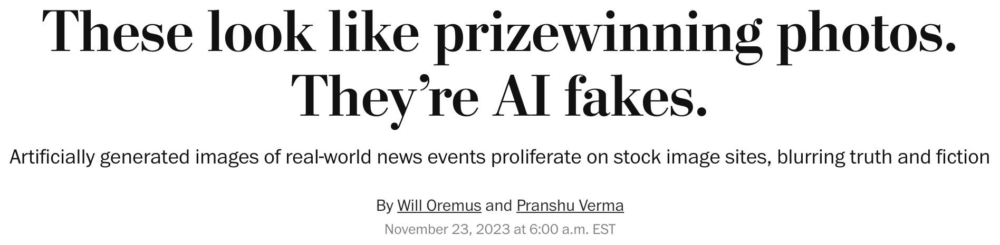 These look like prizewinning photos.
They’re AI fakes.
Artificially generated images of real-world news events proliferate on stock image sites, blurring truth and fiction
By Will Oremus and Pranshu Verma
November 23, 2023 at 6:00 a.m. EST